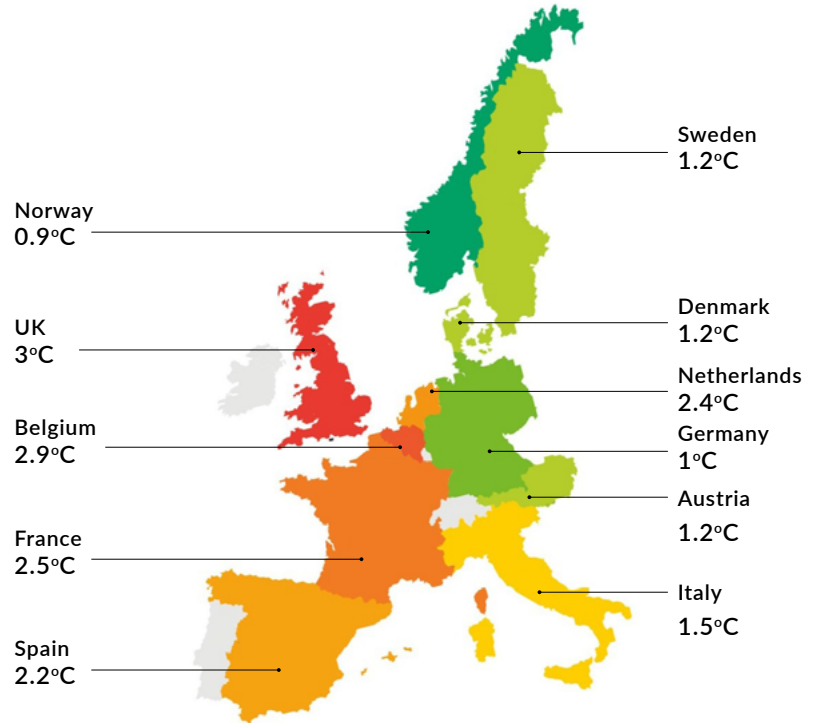 Norway
0.9°C
UK
3°C
Belgium
2.9°C
France
2.5°C
Spain
2.2°C
Sweden
1.2°C
Denmark
1.2°C
Netherlands
2.4°C
Germany
1°C
Austria
1.2°C
Italy
1.5°C